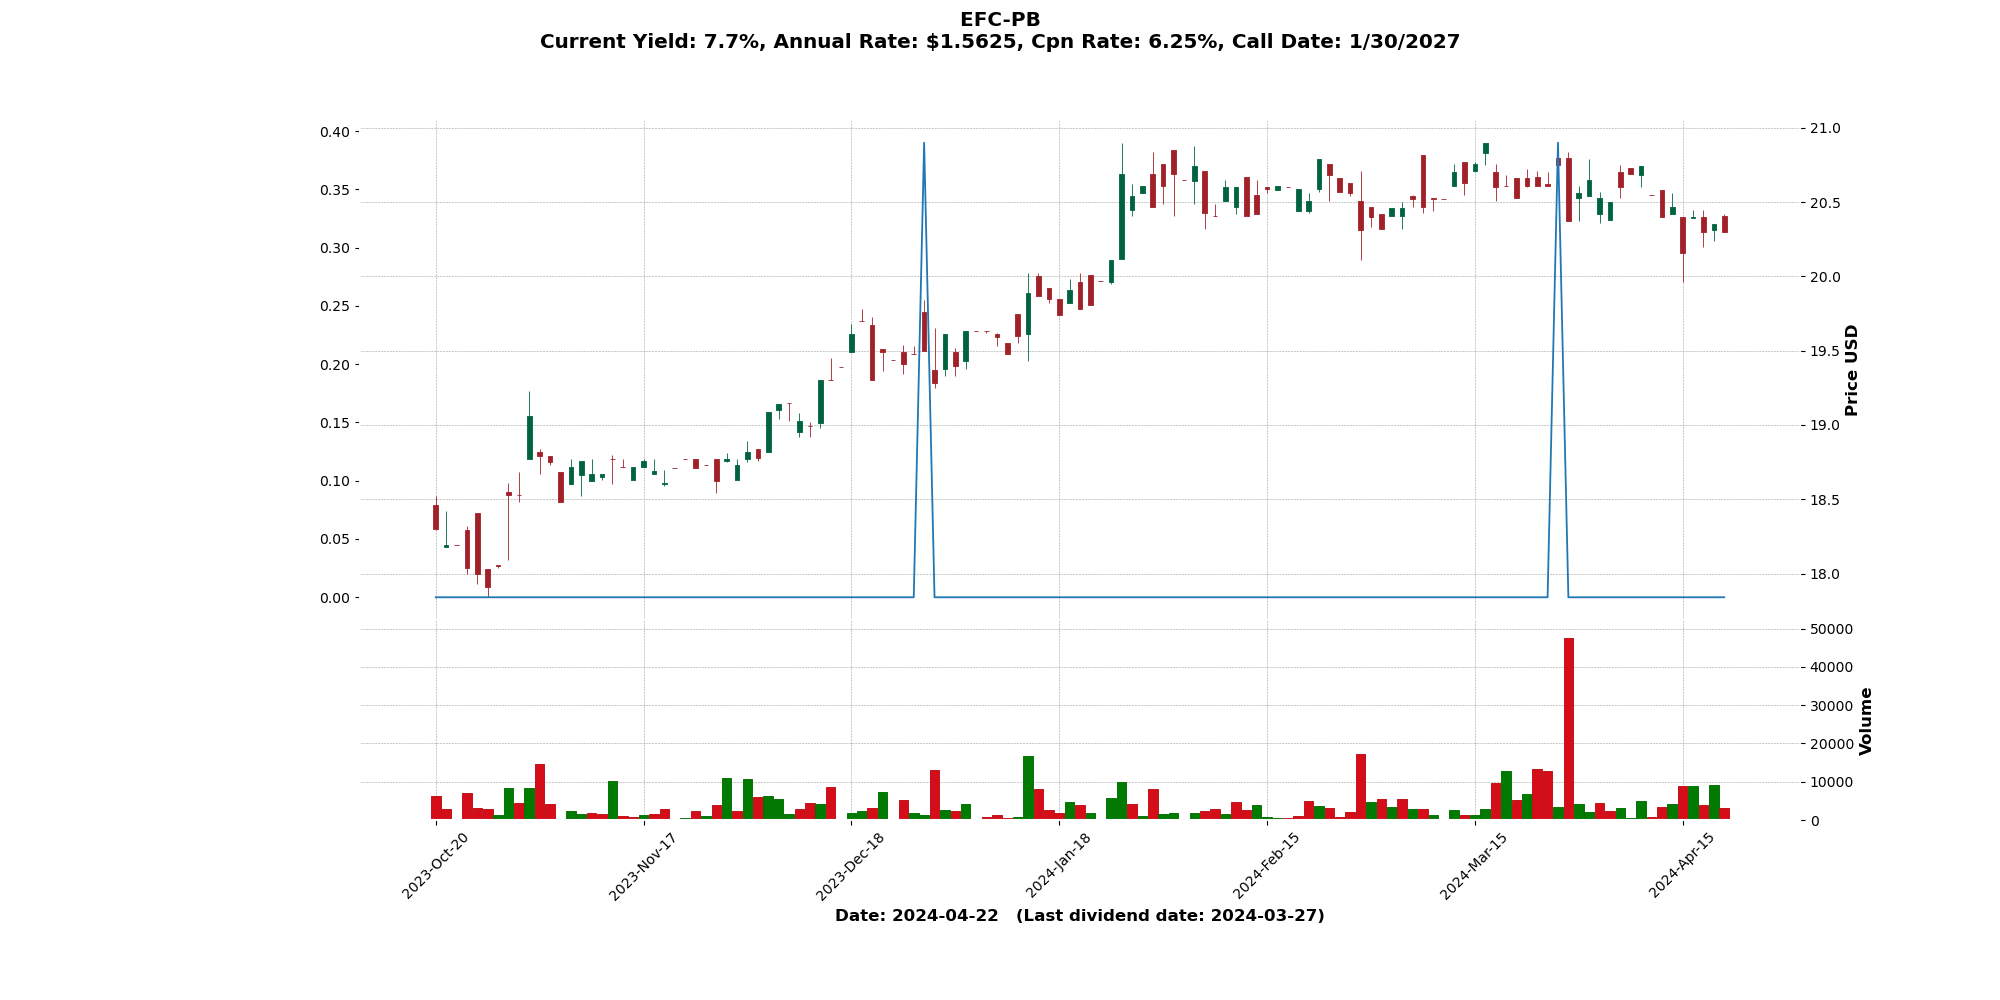 EFC-PB
Current Yield: 7.7%, Annual Rate: $1.5625, Cpn Rate: 6.25%, Call Date: 1/30/2027
0.40
0.35
0.30
0.25
0.20
0.15
0.10
0.05
0.00
21.0
20.5
20.0
19.5
19.0
18.5
18.0
Price USD
50000
40000
30000
20000
10000
0
Volume
2023-Oct-20
2023-Nov-17
2023-Dec-18
2024-Jan-18
2024-Feb-15
2024-Mar-15
2024-Apr-15
Date: 2024-04-22   (Last dividend date: 2024-03-27)